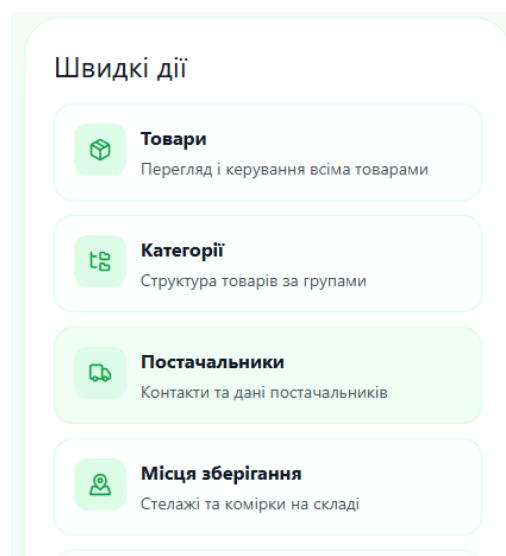 Швидкі дії
Товари
Перегляд і керування всіма товарами
Категорії
Структура товарів за групами
Постачальники
Контакти та дані постачальників
Місця зберігання
Стелажі та комірки на складі